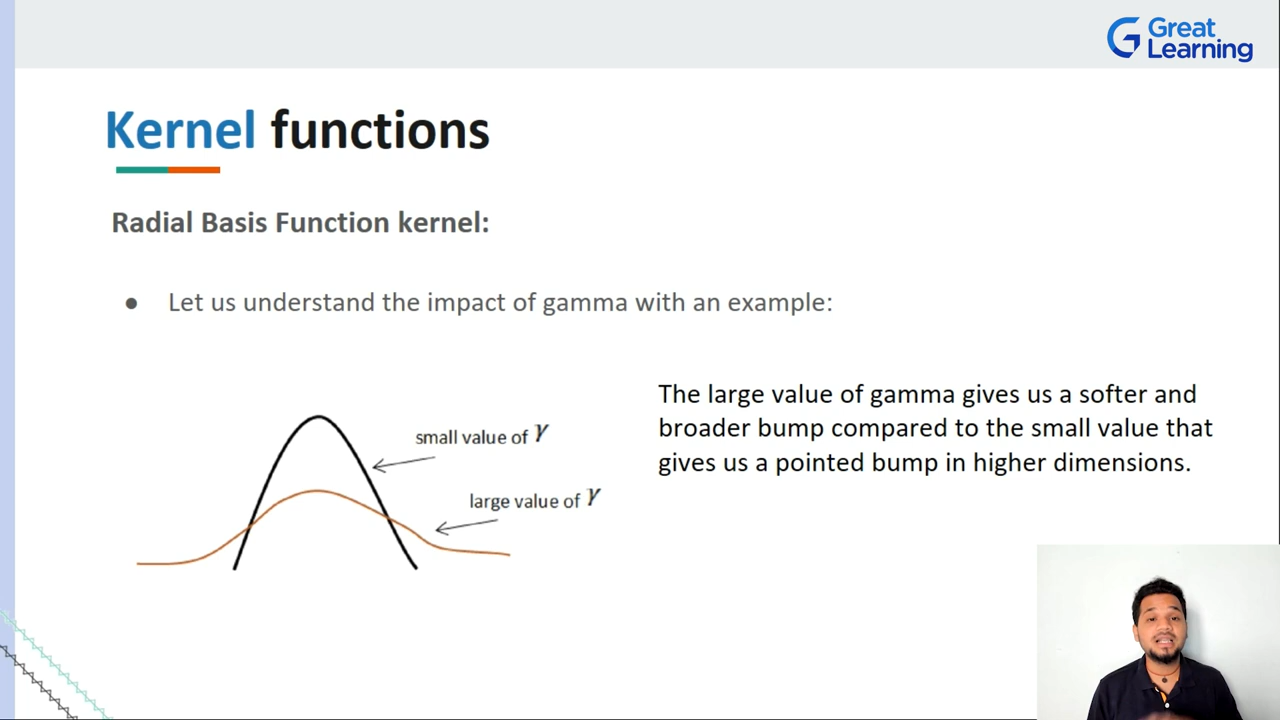 Great
Learning
Kernel functions
Radial Basis Function kernel:
● Let us understand the impact of gamma with an example:
The large value of gamma gives us a softer and
broader bump compared to the small value that
gives us a pointed bump in higher dimensions.
small value of γ
large value of γ